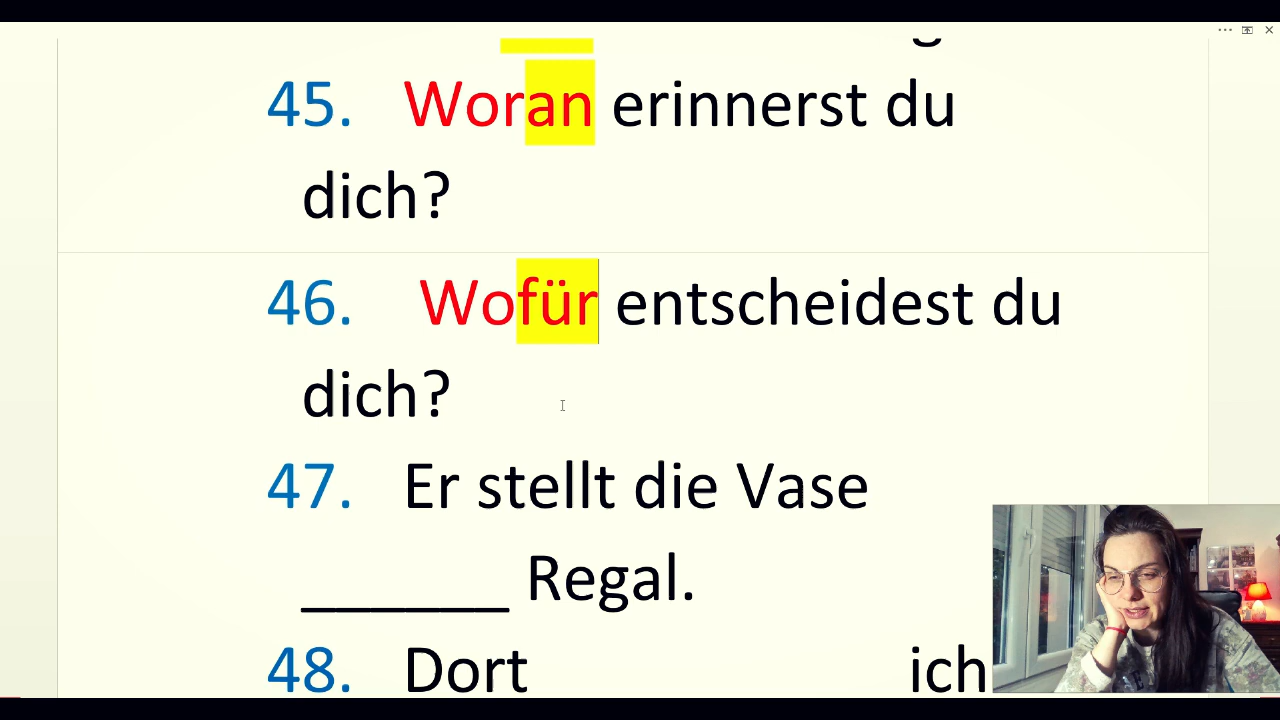 45. Woran erinnerst du
dich?
46. Wofür entscheidest du
dich?
47. Er stellt die Vase
______ Regal.
48. Dort ich